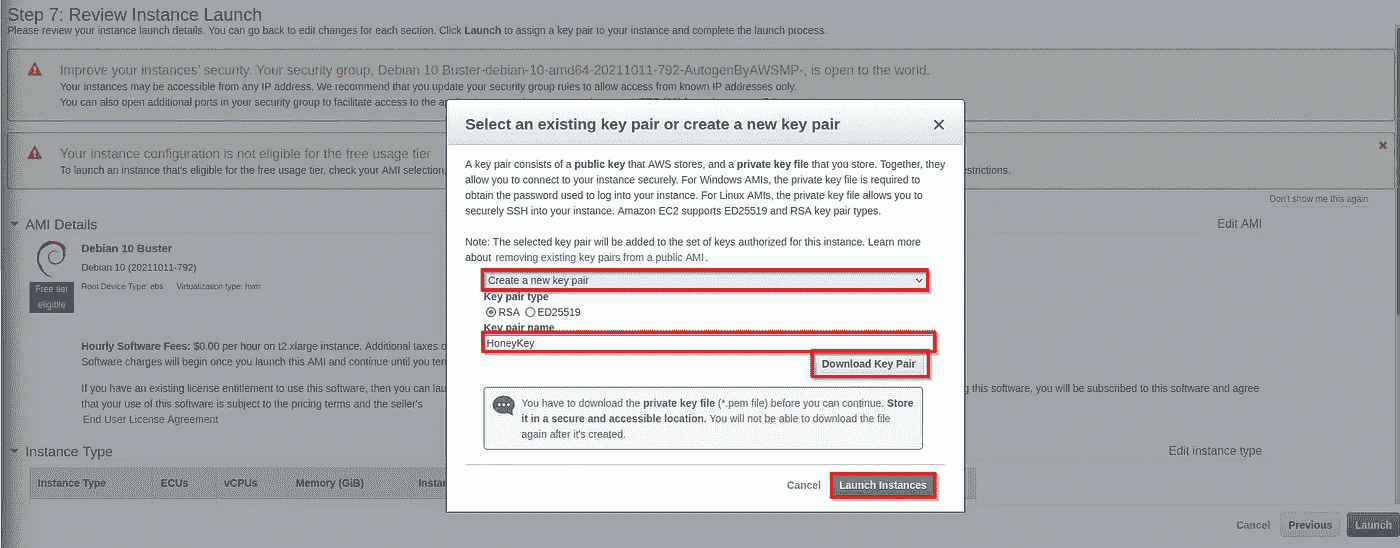 Step 7: Review Instance Launch
Please review your instance launch details. You can go back to edit changes for each section. Click Launch to assign a key pair to your instance and complete the launch process.
Improve your instances' security. Your security group, Debian 10 Buster-debian-10-amd64-20211011-792-AutogenByAWSMP-, is open to the world.
Your instances may be accessible from any IP address. We recommend that you update your security group rules to allow access from known IP addresses only.
You can also open additional ports in your security group to facilitate access to the
Your instance configuration is not eligible for the free usage tier
To launch an instance that's eligible for the free usage tier, check your AMI selection,
Don't show me this again
AMI Details
Edit AMI
Debian 10 Buster
Debian 10 (20211011-792)
Root Device Type: ebs Virtualization type: hvm
Free tier
eligible
Hourly Software Fees: $0.00 per hour on t2.xlarge instance. Additional taxes
Software charges will begin once you launch this AMI and continue until you
If you have an existing license entitlement to use this software, then you can
this software, you will be subscribed to this software and agree
that your use of this software is subject to the pricing terms and the seller's
End User License Agreement
Instance Type
Edit instance type
Instance Type ECUs vCPUs Memory (GiB)
Select an existing key pair or create a new key pair
A key pair consists of a public key that AWS stores, and a private key file that you store. Together, they
allow you to connect to your instance securely. For Windows AMIs, the private key file is required to
obtain the password used to log into your instance. For Linux AMIs, the private key file allows you to
securely SSH into your instance. Amazon EC2 supports ED25519 and RSA key pair types.
Note: The selected key pair will be added to the set of keys authorized for this instance. Learn more
about removing existing key pairs from a public AMI.
Create a new key pair
Key pair type
RSA ED25519
Key pair name
HoneyKey
Download Key Pair
You have to download the private key file (*.pem file) before you can continue. Store
it in a secure and accessible location. You will not be able to download the file
again after it's created.
Cancel Launch Instances
Cancel Previous Launch